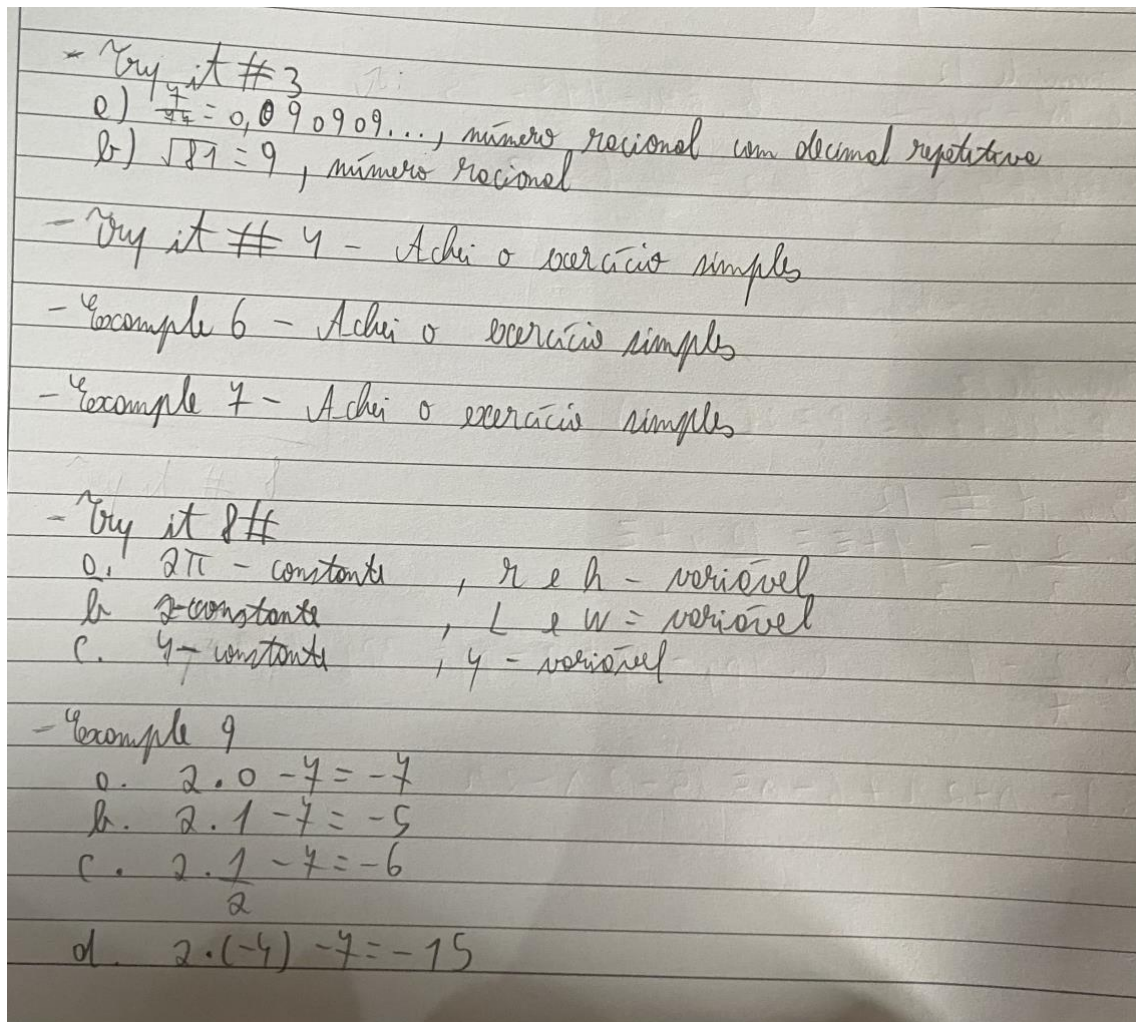 - Try it #3
a) 7/77 = 0,090909..., número racional com decimal repetitiva
b) √81 = 9, número racional
- Try it #4 - Achei o exercício simples
- Example 6 - Achei o exercício simples
- Example 7 - Achei o exercício simples
- Try it 8#
a. 2π - constante , r e h - variável
b 2-constante , L e W = variável
c. 4- constante , y - variável
- Example 9
a. 2.0 - 7 = -7
b. 2.1 - 7 = -5
c. 2.1/2 - 7 = -6
d. 2.(-4) - 7 = -15